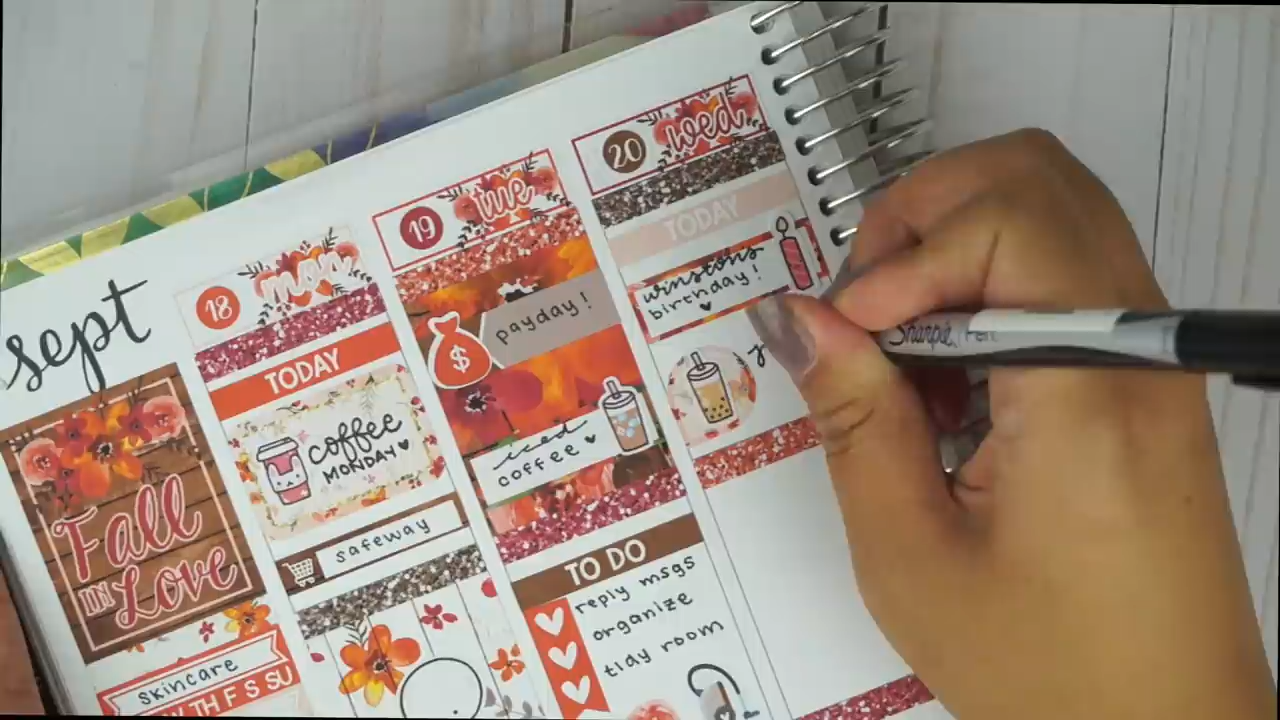 sept
Fall
IN
Love
skincare
TH F S SU
18 mon
TODAY
coffee
MONDAY
safeway
19 tue
payday!
$
iced
coffee
TO DO
reply msgs
organize
tidy room
20 wed
TODAY
winstons
birthday!
Sharpie